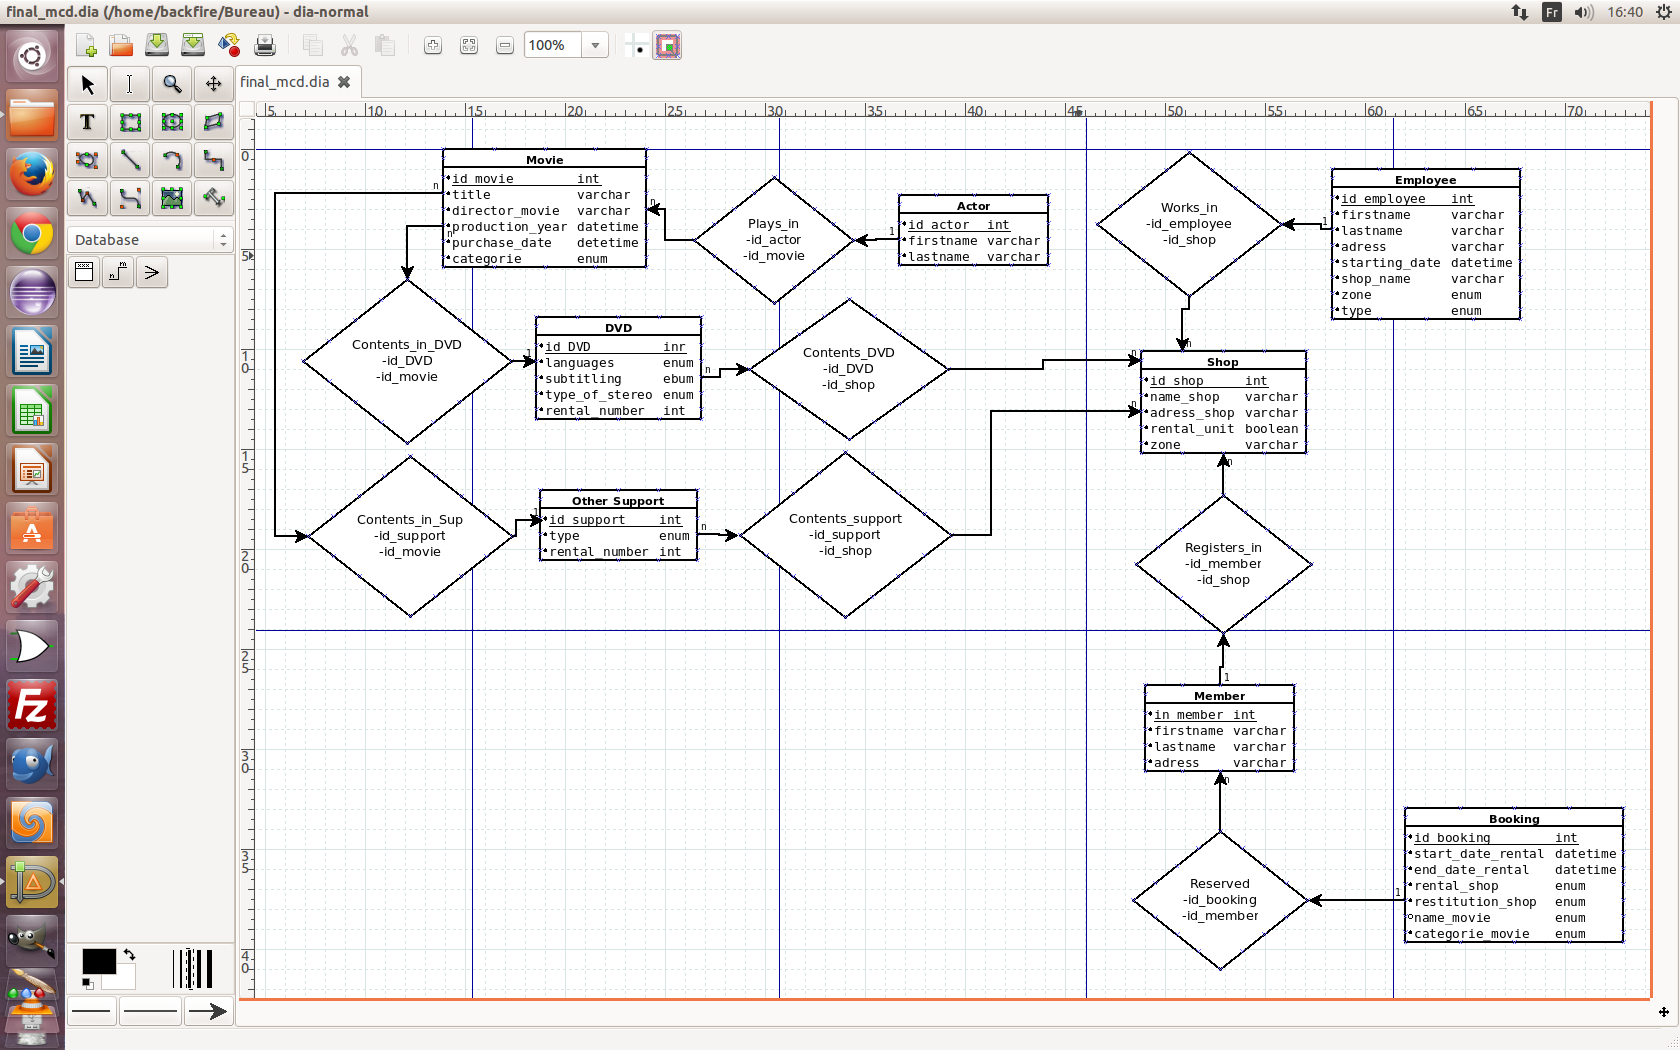 final_mcd.dia (/home/backfire/Bureau) - dia-normal
Fr
16:40
100%
final_mcd.dia
T
Database
5 10 15 20 25 30 35 40 45 50 55 60 65 70
0
5
10
15
20
25
30
35
40
Movie
id_movie int
title varchar
director_movie varchar
production_year datetime
purchase_date detetime
categorie enum
n
n
n
Plays_in
-id_actor
-id_movie
1
Actor
id_actor int
firstname varchar
lastname varchar
Works_in
-id_employee
-id_shop
1
n
Employee
id_employee int
firstname varchar
lastname varchar
adress varchar
starting_date datetime
shop_name varchar
zone enum
type enum
Contents_in_DVD
-id_DVD
-id_movie
1
DVD
id_DVD inr
languages enum
subtitling ebum
type_of_stereo enum
rental_number int
n
Contents_DVD
-id_DVD
-id_shop
n
n
Shop
id_shop int
name_shop varchar
adress_shop varchar
rental_unit boolean
zone varchar
n
Contents_in_Sup
-id_support
-id_movie
1
Other Support
id_support int
type enum
rental_number int
n
Contents_support
-id_support
-id_shop
Registers_in
-id_member
-id_shop
1
Member
in_member int
firstname varchar
lastname varchar
adress varchar
n
Reserved
-id_booking
-id_member
1
Booking
id_booking int
start_date_rental datetime
end_date_rental datetime
rental_shop enum
restitution_shop enum
name_movie enum
categorie_movie enum
Fz